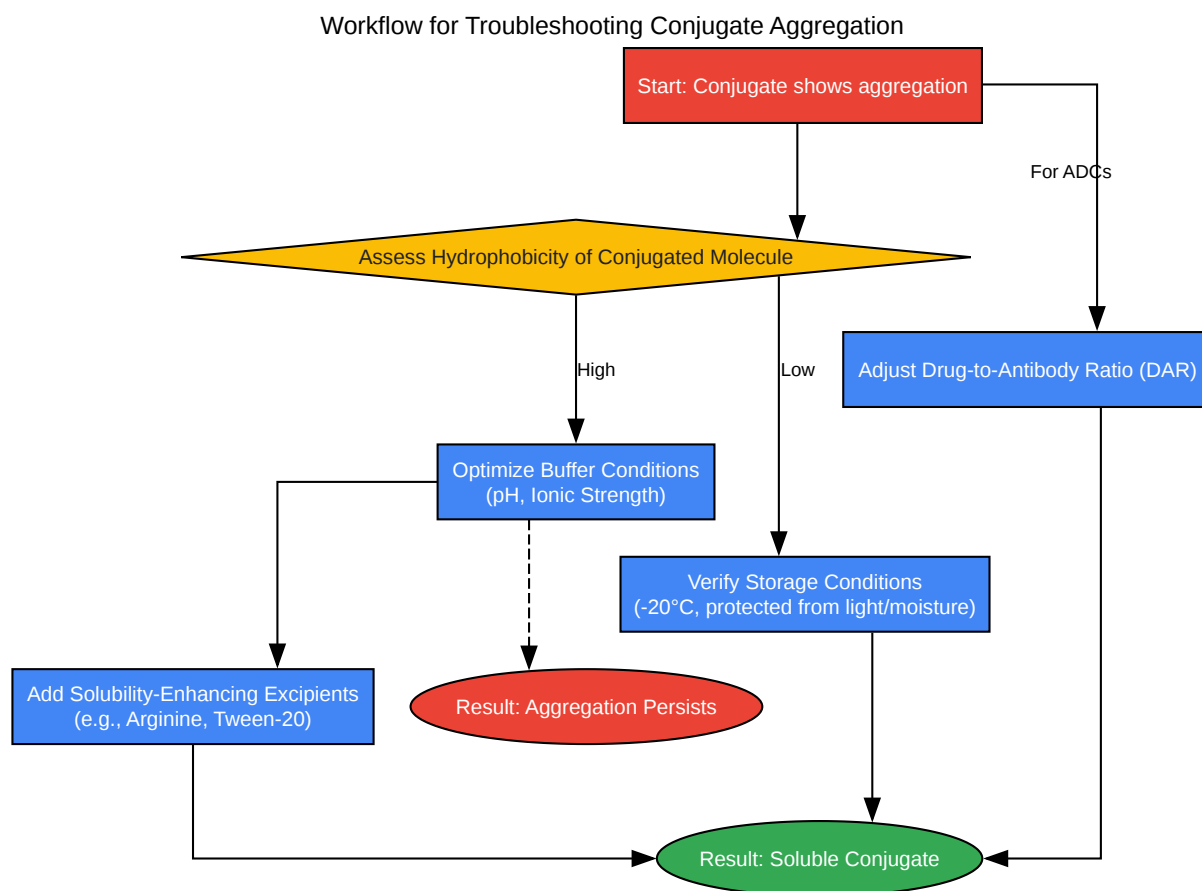 Workflow for Troubleshooting Conjugate Aggregation
Start: Conjugate shows aggregation
For ADCs
Assess Hydrophobicity of Conjugated Molecule
High
Low
Adjust Drug-to-Antibody Ratio (DAR)
Optimize Buffer Conditions
(pH, Ionic Strength)
Verify Storage Conditions
(-20°C, protected from light/moisture)
Add Solubility-Enhancing Excipients
(e.g., Arginine, Tween-20)
Result: Aggregation Persists
Result: Soluble Conjugate